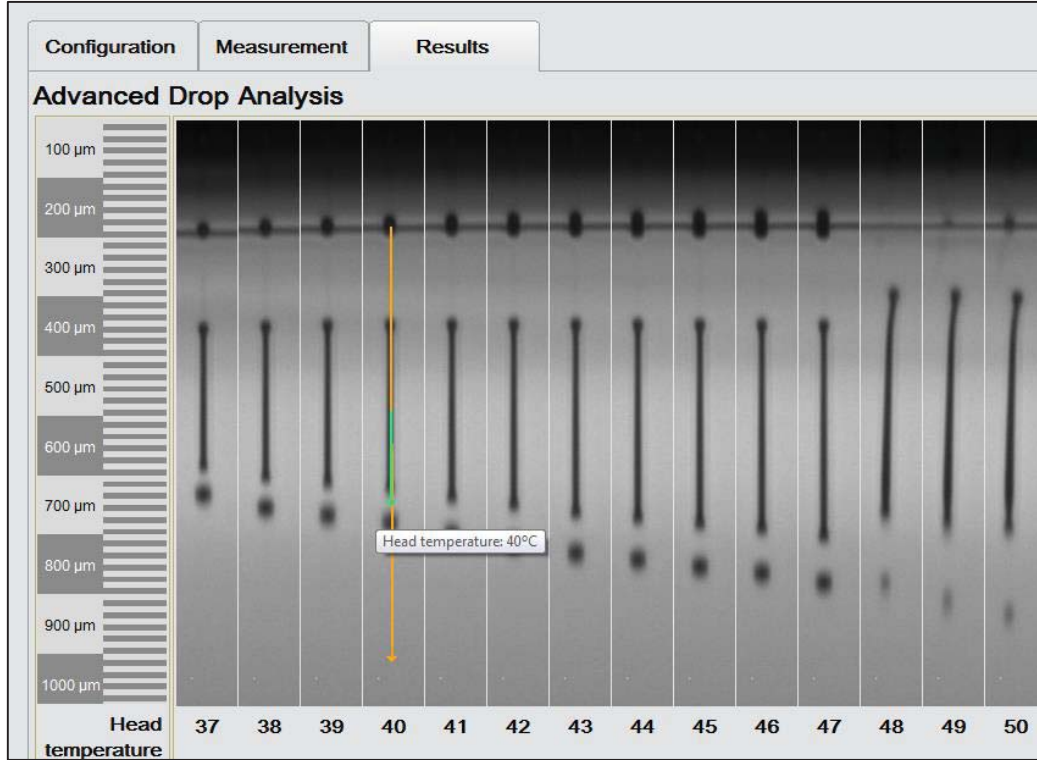 Configuration Measurement Results
Advanced Drop Analysis
100 µm
200 µm
300 µm
400 µm
500 µm
600 µm
700 µm
Head temperature: 40ºC
800 µm
900 µm
1000 µm
Head 37 38 39 40 41 42 43 44 45 46 47 48 49 50
temperature